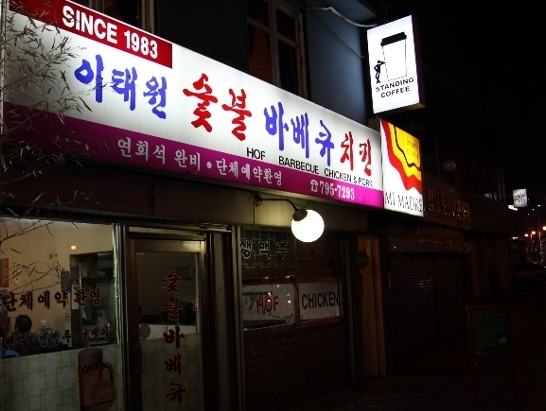 SINCE 1983
이태원 숯불 바베큐 치킨
HOF BARBECUE CHICKEN & PORK
연회석 완비 · 단체예약환영 ☎795-7293
STANDING
COFFEE
MI MADRE
생맥주
HOF CHICKEN
단체예약환영
숯불바베큐